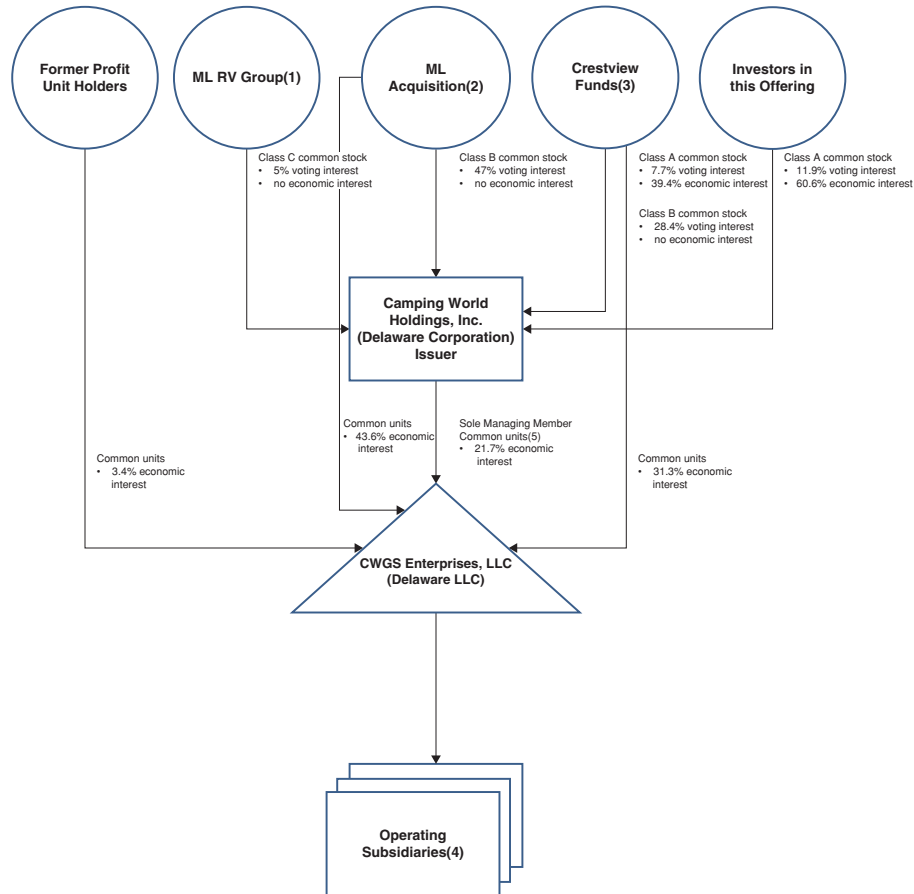 Former Profit
Unit Holders
ML RV Group(1)
ML
Acquisition(2)
Crestview
Funds(3)
Investors in
this Offering
Class C common stock
• 5% voting interest
• no economic interest
Class B common stock
• 47% voting interest
• no economic interest
Class A common stock
• 7.7% voting interest
• 39.4% economic interest
Class B common stock
• 28.4% voting interest
• no economic interest
Class A common stock
• 11.9% voting interest
• 60.6% economic interest
Camping World
Holdings, Inc.
(Delaware Corporation)
Issuer
Common units
• 3.4% economic
interest
Common units
• 43.6% economic
interest
Sole Managing Member
Common units(5)
• 21.7% economic
interest
Common units
• 31.3% economic
interest
CWGS Enterprises, LLC
(Delaware LLC)
Operating
Subsidiaries(4)